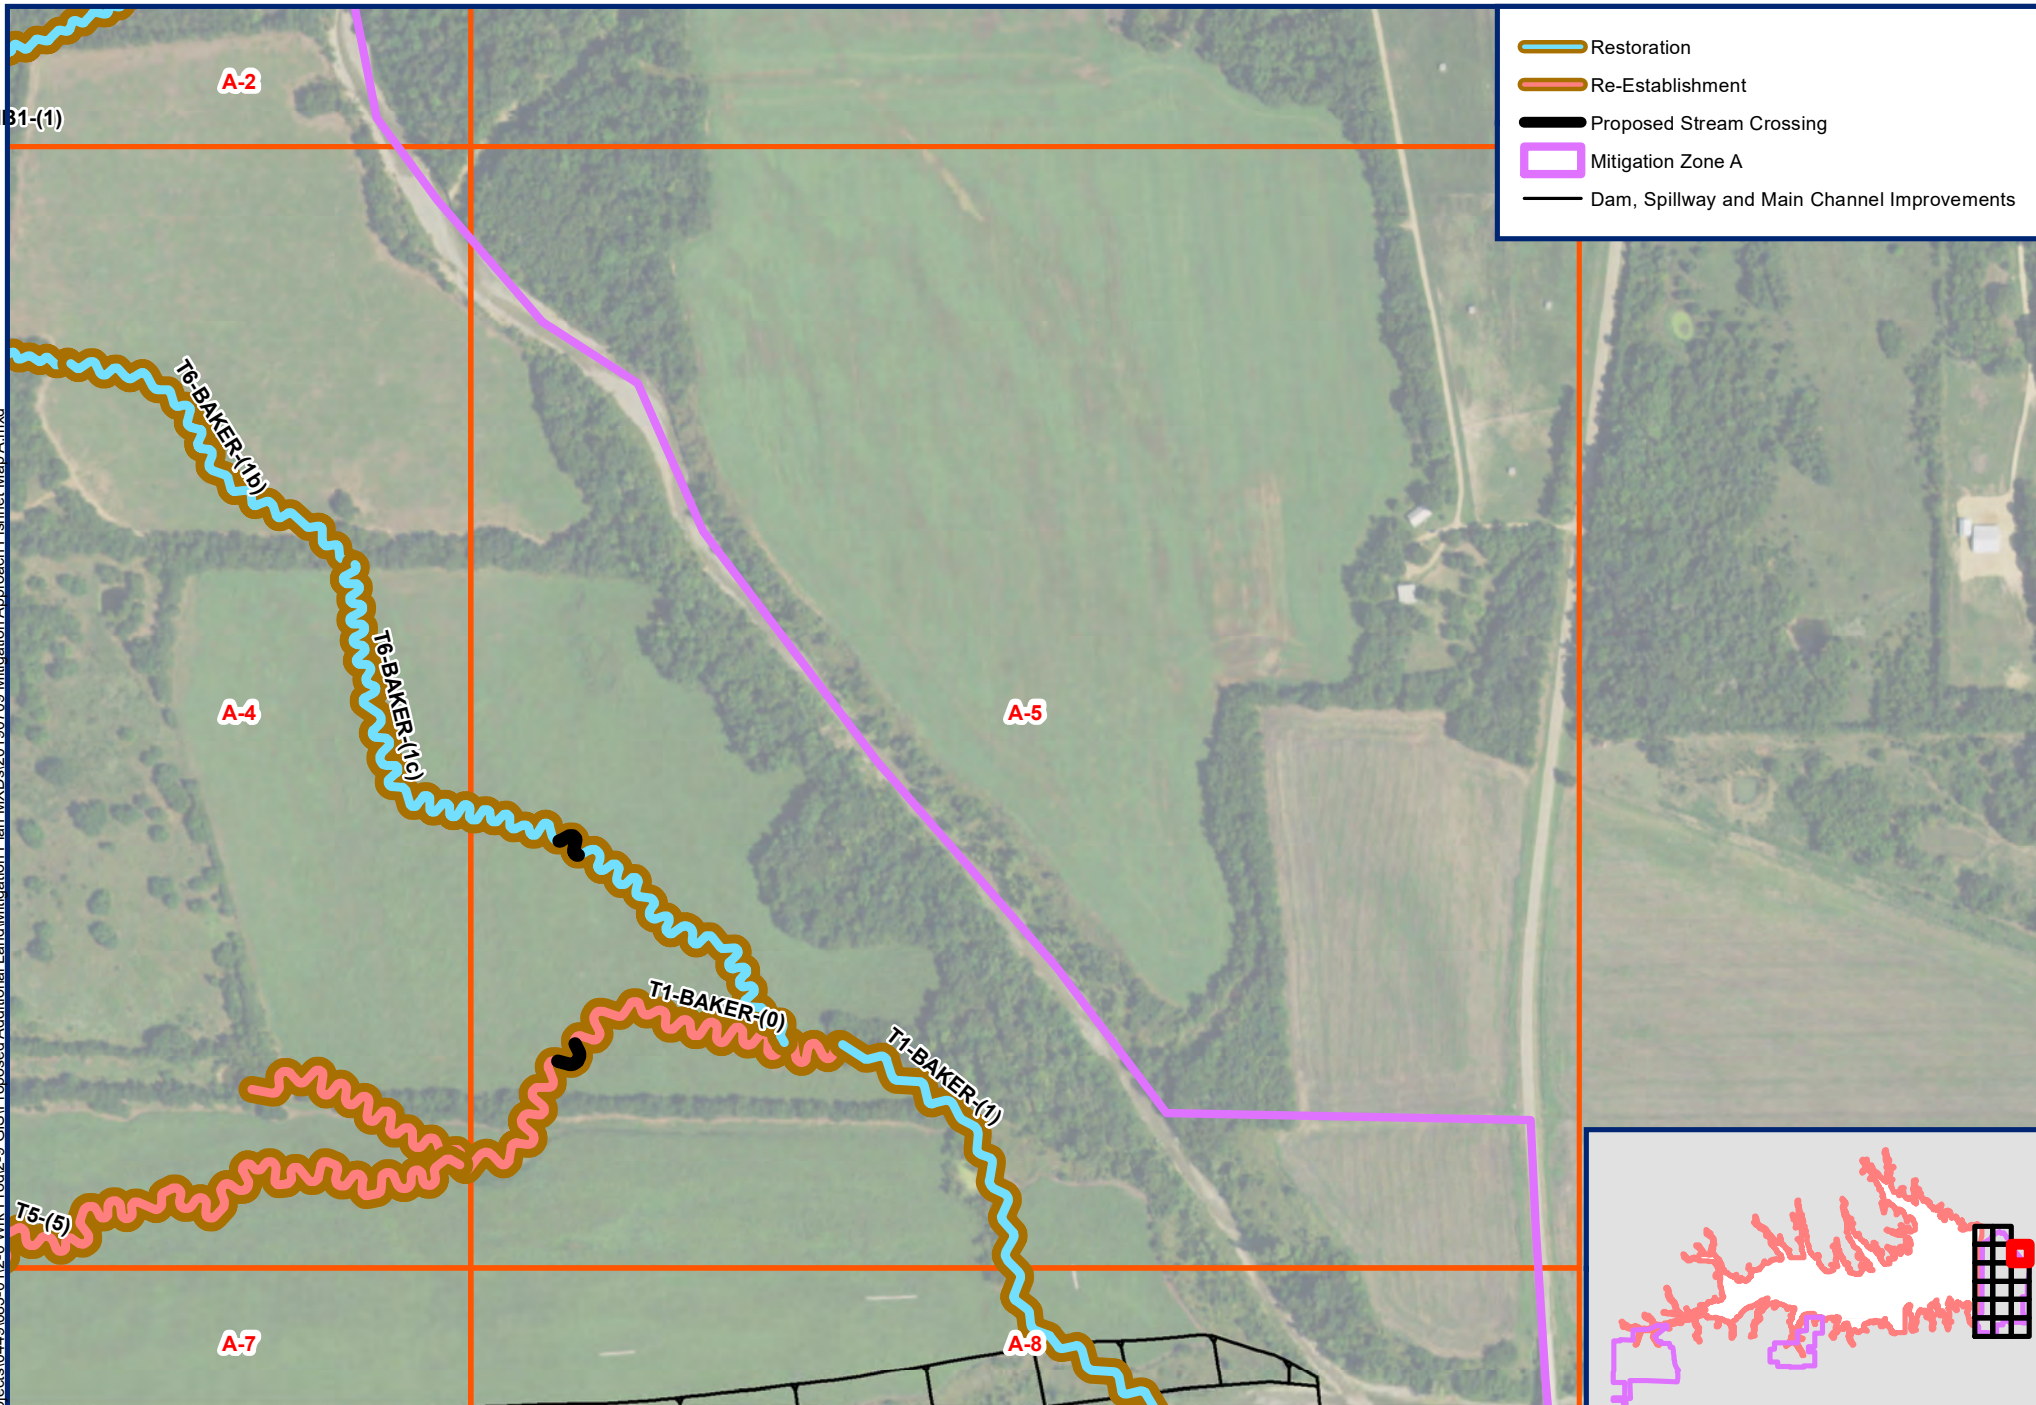 Restoration
Re-Establishment
Proposed Stream Crossing
Mitigation Zone A
Dam, Spillway and Main Channel Improvements
A-2
B1-(1)
T6-BAKER-(1b)
T6-BAKER-(1c)
A-4
A-5
T1-BAKER-(0)
T1-BAKER-(1)
T5-(5)
A-7
A-8